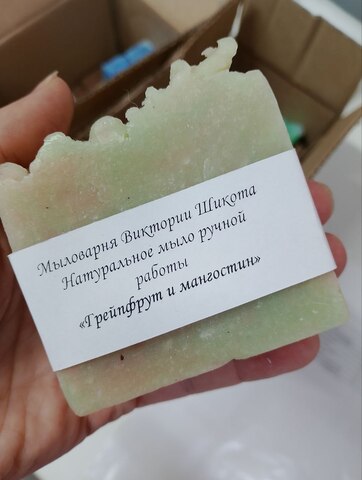 Мыловарня Виктории Шикота
Натуральное мыло ручной
работы
«Грейпфрут и мангостин»